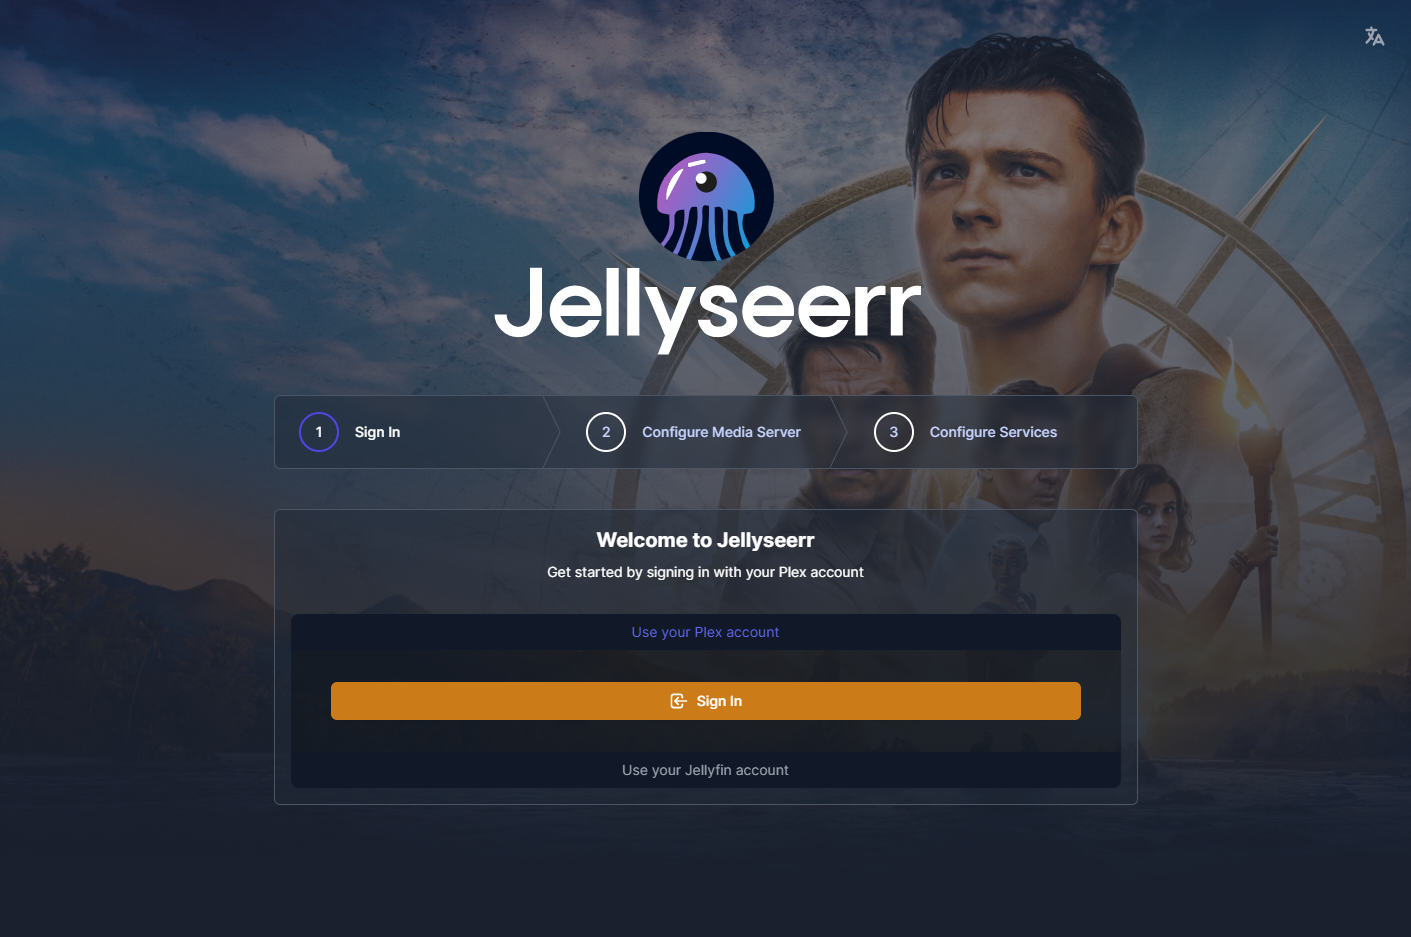 Jellyseerr
1 Sign In
2 Configure Media Server
3 Configure Services
Welcome to Jellyseerr
Get started by signing in with your Plex account
Use your Plex account
Sign In
Use your Jellyfin account